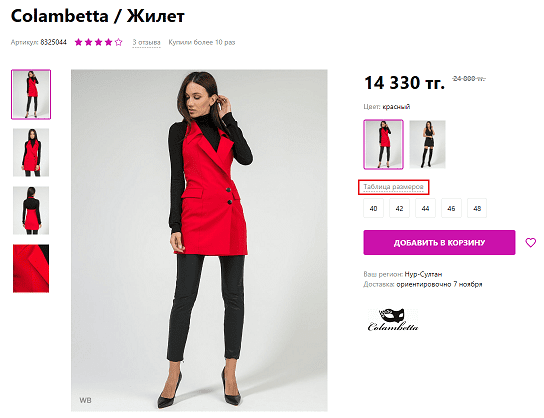 Colambetta / Жилет
Артикул: 8325044 3 отзыва Купили более 10 раз
14 330 тг. 24 800 тг.
Цвет: красный
Таблица размеров
40 42 44 46 48
ДОБАВИТЬ В КОРЗИНУ
Ваш регион: Нур-Султан
Доставка: ориентировочно 7 ноября
Colambetta
WB